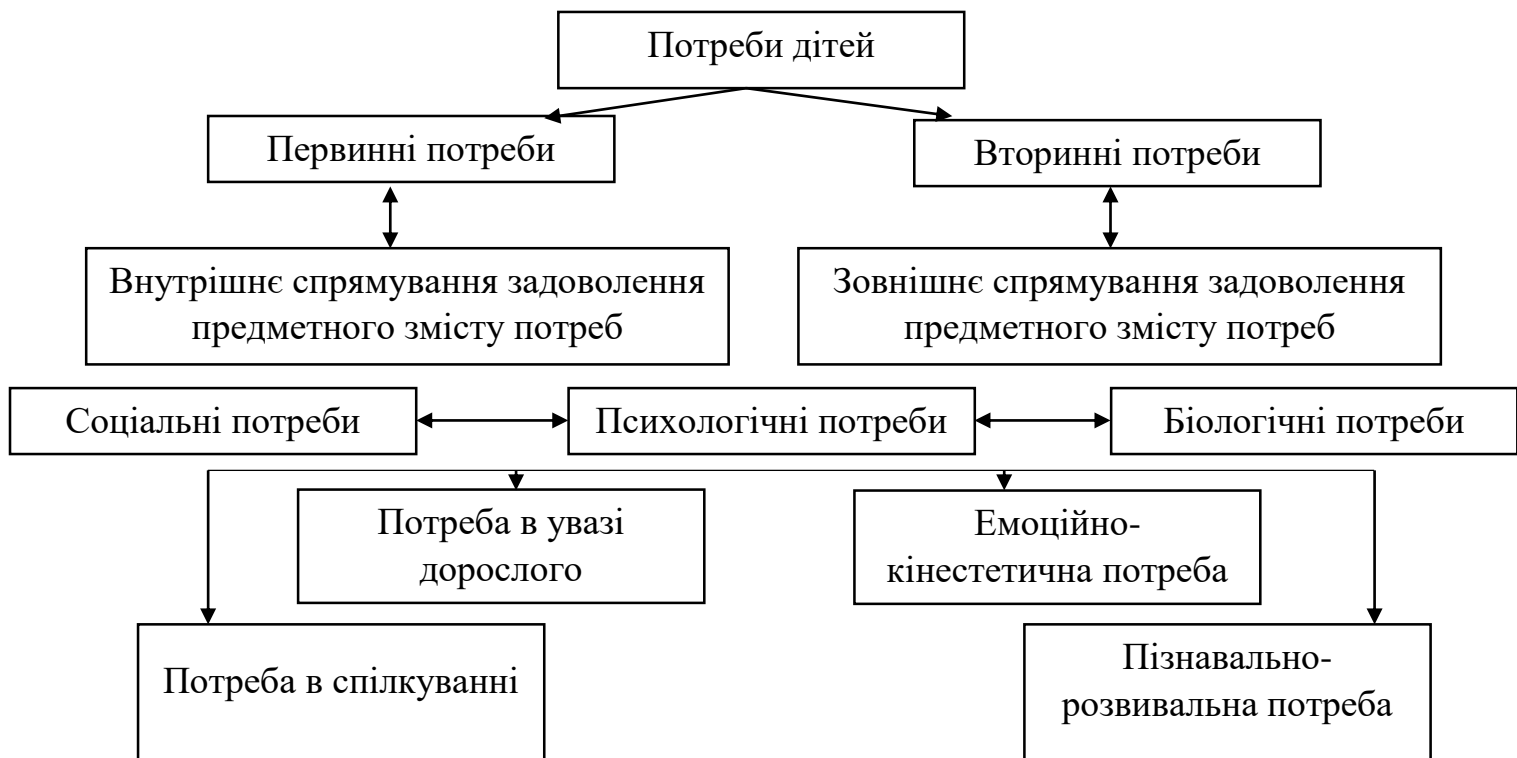 Потреби дітей
Первинні потреби
Вторинні потреби
Внутрішнє спрямування задоволення
предметного змісту потреб
Зовнішнє спрямування задоволення
предметного змісту потреб
Соціальні потреби
Психологічні потреби
Біологічні потреби
Потреба в увазі
дорослого
Емоційно-
кінестетична потреба
Потреба в спілкуванні
Пізнавально-
розвивальна потреба